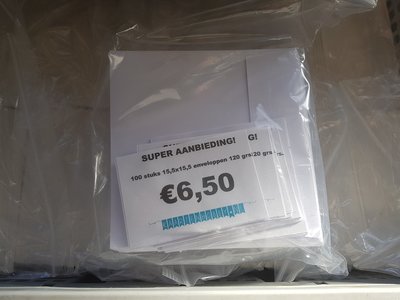 SUPER AANBIEDING!
G!
100 stuks 15,5x15,5 enveloppen 120 grs.
20 grs.
€6,50